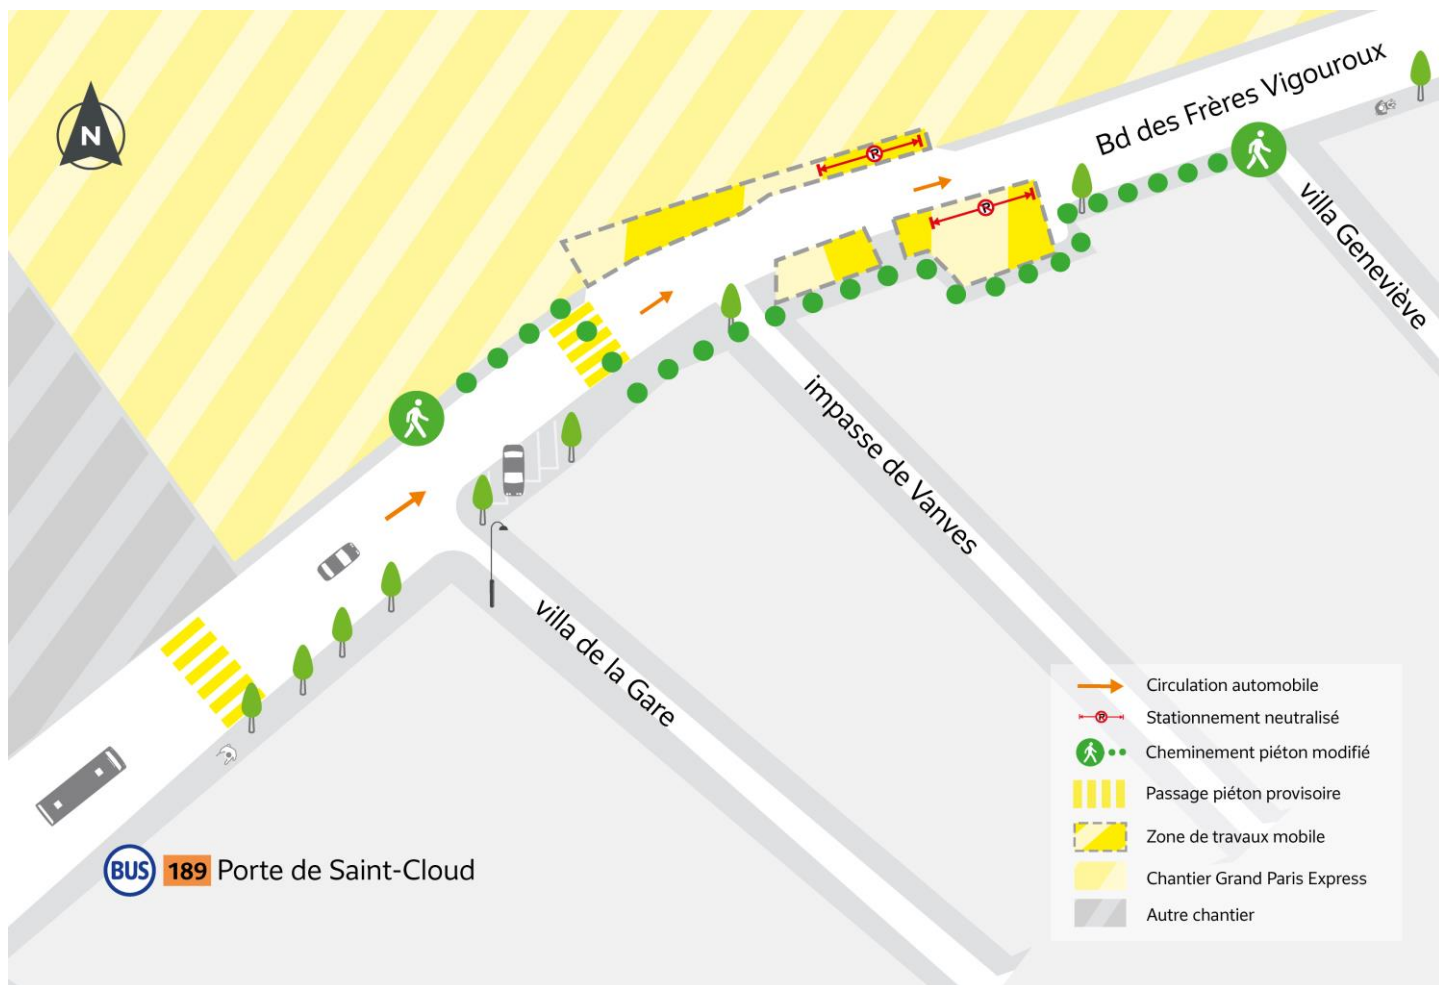 N
Bd des Frères Vigouroux
R
R
villa Geneviève
impasse de Vanves
villa de la Gare
BUS 189 Porte de Saint-Cloud
Circulation automobile
R Stationnement neutralisé
Cheminement piéton modifié
Passage piéton provisoire
Zone de travaux mobile
Chantier Grand Paris Express
Autre chantier